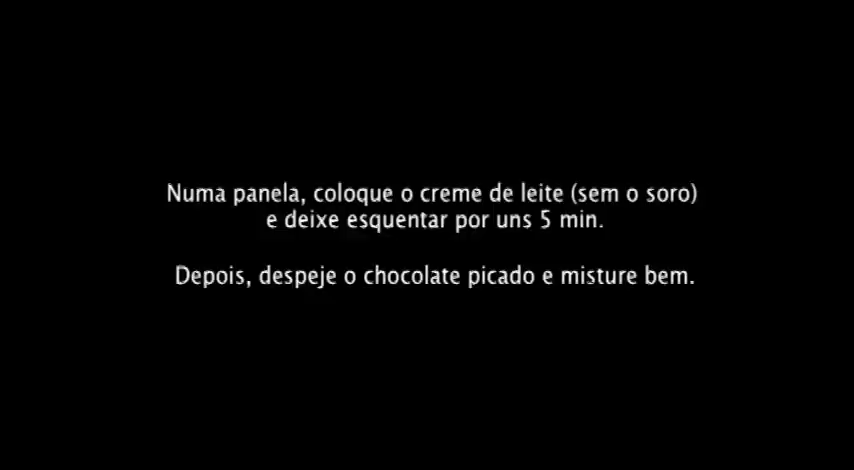 Numa panela, coloque o creme de leite (sem o soro)
e deixe esquentar por uns 5 min.
Depois, despeje o chocolate picado e misture bem.